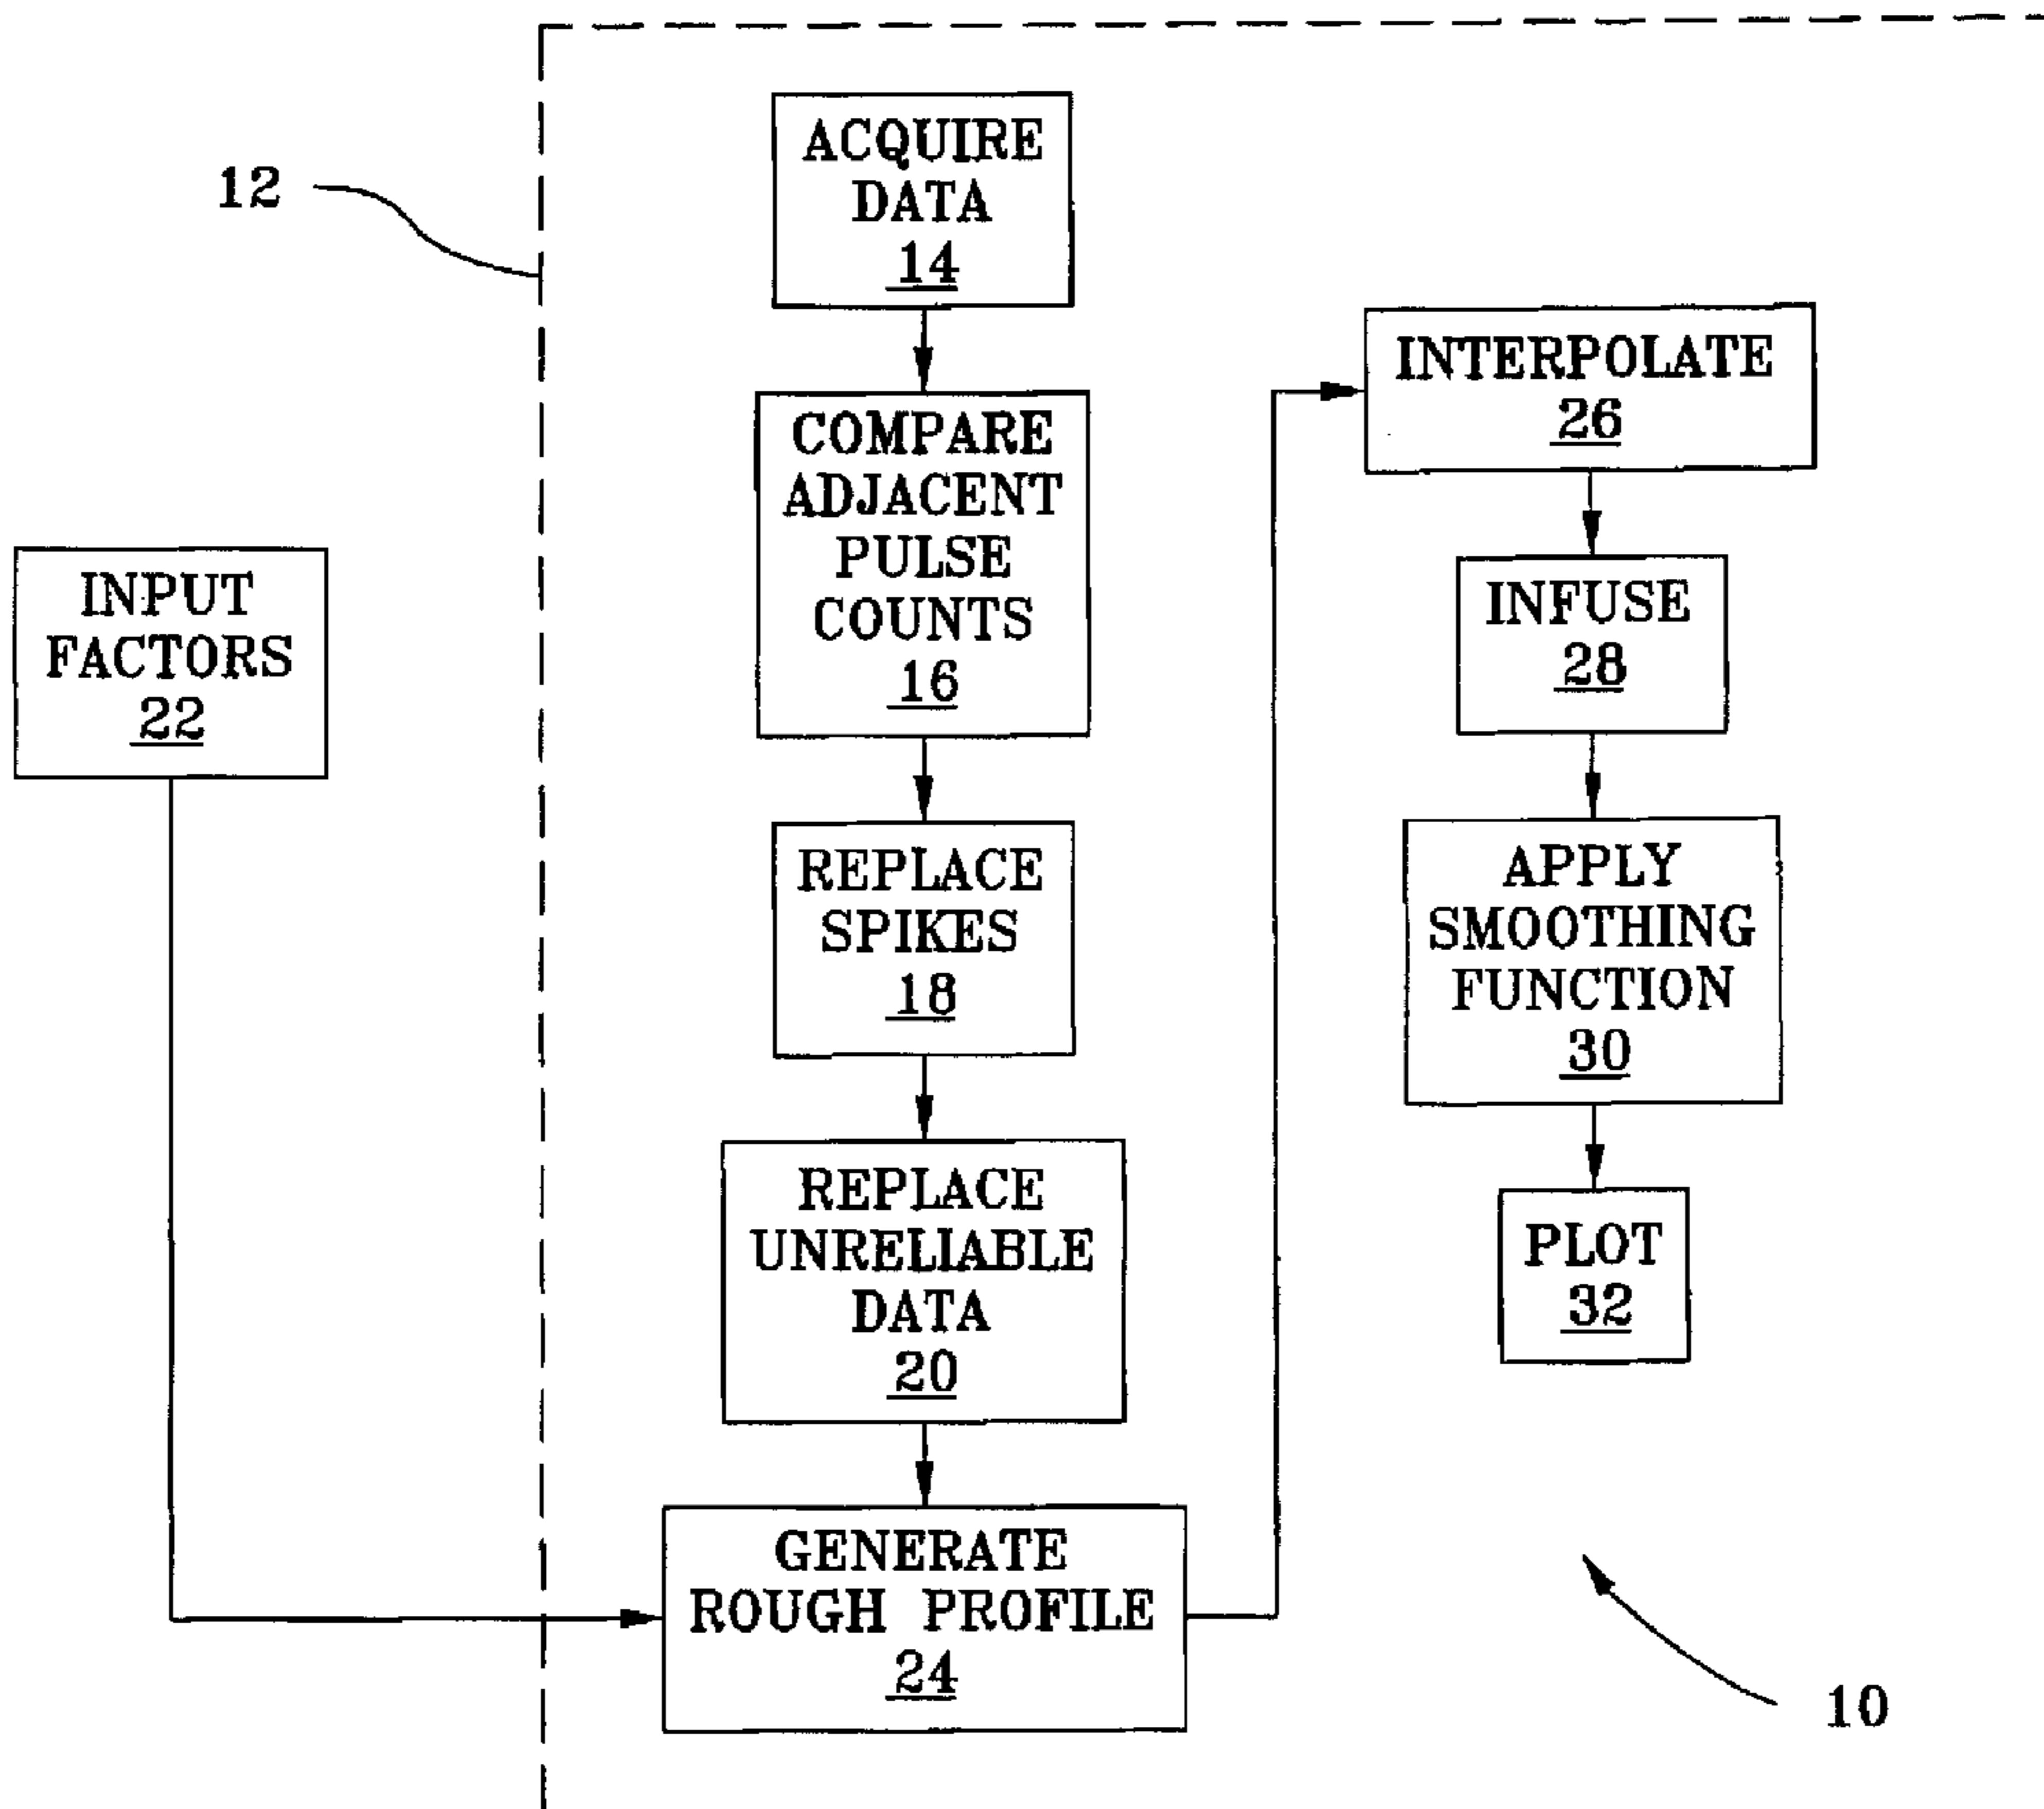 12
ACQUIRE
DATA
14
COMPARE
ADJACENT
PULSE
COUNTS
16
INPUT
FACTORS
22
REPLACE
SPIKES
18
REPLACE
UNRELIABLE
DATA
20
GENERATE
ROUGH PROFILE
24
INTERPOLATE
26
INFUSE
28
APPLY
SMOOTHING
FUNCTION
30
PLOT
32
10